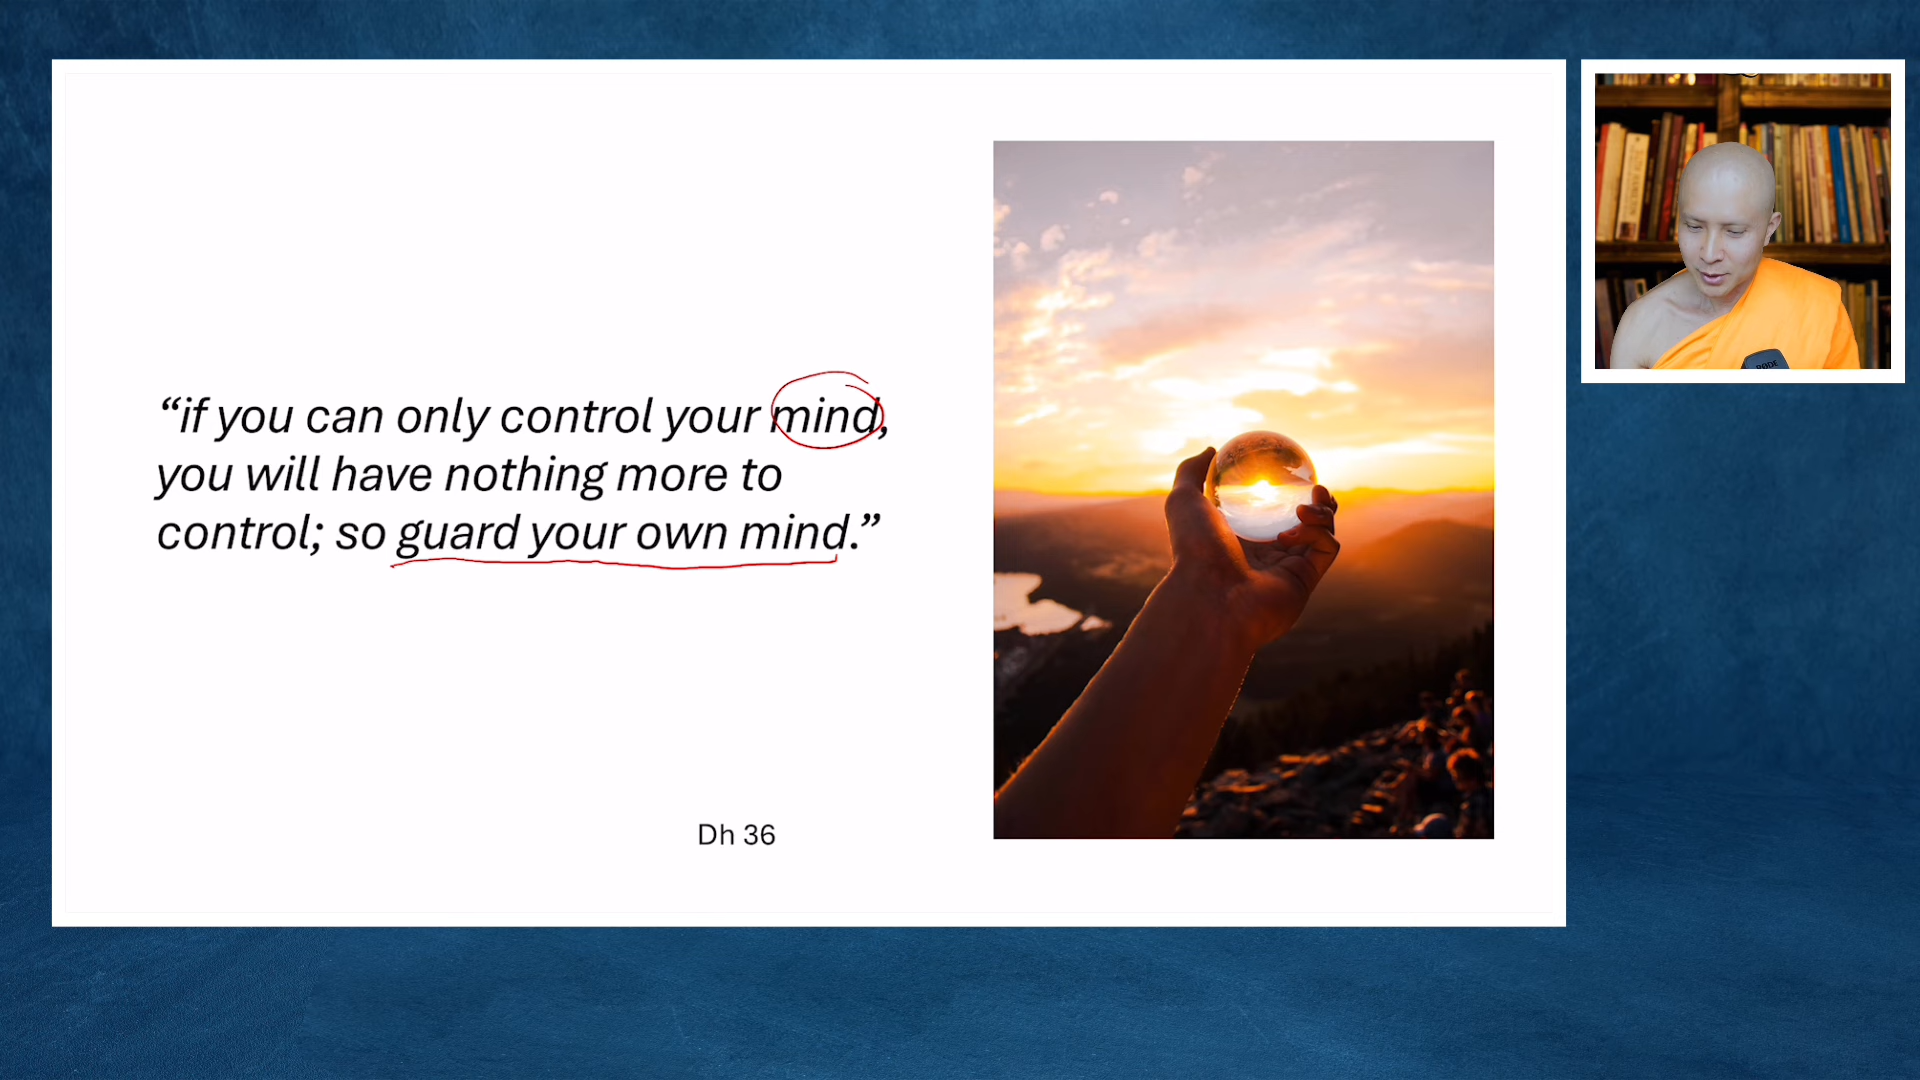 “if you can only control your mind,
you will have nothing more to
control; so guard your own mind.”
Dh 36
RODE